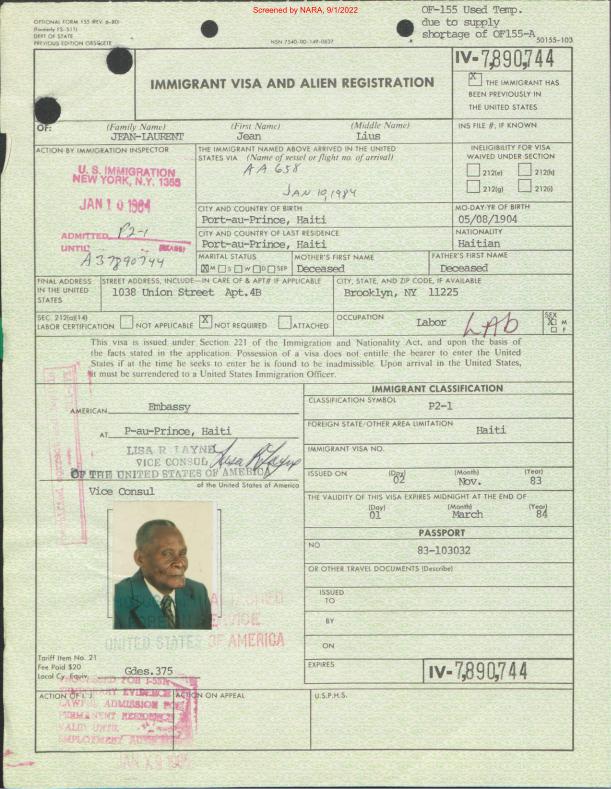 Screened by NARA, 9/1/2022
OF-155 Used Temp.
due to supply
shortage of OF155-A
OPTIONAL FORM 155 (REV. 6-80)
(Formerly FS-511)
DEPT OF STATE
PREVIOUS EDITION OBSOLETE
NSN 7540-00-149-0837
50155-103
IMMIGRANT VISA AND ALIEN REGISTRATION
IV-7,890,744
X THE IMMIGRANT HAS
BEEN PREVIOUSLY IN
THE UNITED STATES
OF: (Family Name) (First Name) (Middle Name)
JEAN-LAURENT Jean Lius
INS FILE #, IF KNOWN
ACTION BY IMMIGRATION INSPECTOR
U.S. IMMIGRATION
NEW YORK, N.Y. 1355
JAN 10 1984
ADMITTED P2-1
UNTIL
A37890744
THE IMMIGRANT NAMED ABOVE ARRIVED IN THE UNITED
STATES VIA (Name of vessel or flight no. of arrival)
AA 658
JAN 10, 1984
INELIGIBILITY FOR VISA
WAIVED UNDER SECTION
212(e) 212(h)
212(g) 212(i)
CITY AND COUNTRY OF BIRTH
Port-au-Prince, Haiti
MO-DAY-YR OF BIRTH
05/08/1904
CITY AND COUNTRY OF LAST RESIDENCE
Port-au-Prince, Haiti
NATIONALITY
Haitian
MARITAL STATUS
X M S W D SEP
MOTHER'S FIRST NAME
Deceased
FATHER'S FIRST NAME
Deceased
FINAL ADDRESS
IN THE UNITED
STATES
STREET ADDRESS, INCLUDE—IN CARE OF & APT# IF APPLICABLE
1038 Union Street Apt.4B
CITY, STATE, AND ZIP CODE, IF AVAILABLE
Brooklyn, NY 11225
SEC. 212(a)(14)
LABOR CERTIFICATION
NOT APPLICABLE X NOT REQUIRED ATTACHED
OCCUPATION
Labor LAB
SEX
X M
F
This visa is issued under Section 221 of the Immigration and Nationality Act, and upon the basis of
the facts stated in the application. Possession of a visa does not entitle the bearer to enter the United
States if at the time he seeks to enter he is found to be inadmissible. Upon arrival in the United States,
it must be surrendered to a United States Immigration Officer.
AMERICAN Embassy
AT P-au-Prince, Haiti
LISA R. LAYNE
VICE CONSUL
OF THE UNITED STATES OF AMERICA
Vice Consul
of the United States of America
IMMIGRANT CLASSIFICATION
CLASSIFICATION SYMBOL
P2-1
FOREIGN STATE/OTHER AREA LIMITATION
Haiti
IMMIGRANT VISA NO.
ISSUED ON (Day) (Month) (Year)
02 Nov. 83
THE VALIDITY OF THIS VISA EXPIRES MIDNIGHT AT THE END OF
(Day) (Month) (Year)
01 March 84
PASSPORT
NO
83-103032
OR OTHER TRAVEL DOCUMENTS (Describe)
ISSUED
TO
BY
ON
EXPIRES
IV-7,890,744
UNITED STATES OF AMERICA
Tariff Item No. 21
Fee Paid $20
Local Cy. Equiv. Gdes.375
ACTION OF I. J.
ACTION ON APPEAL
U.S.P.H.S.
PROCESSED FOR I-551
TEMPORARY EVIDENCE OF
LAWFUL ADMISSION FOR
PERMANENT RESIDENCE
VALID UNTIL
EMPLOYMENT